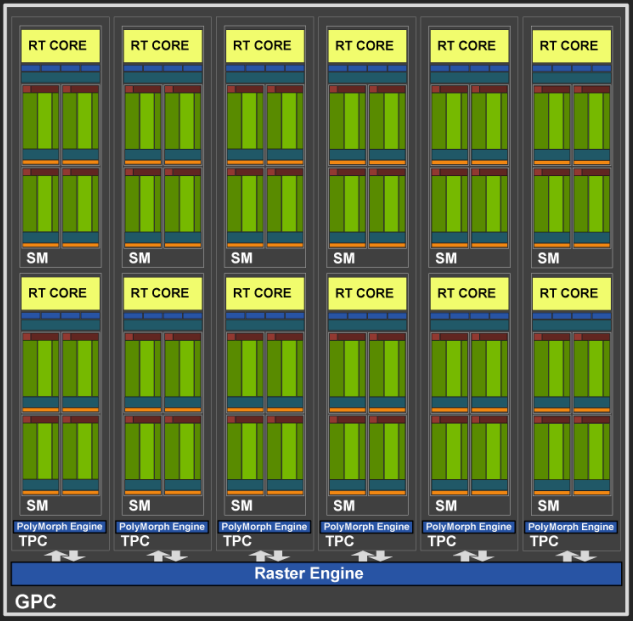 RT CORE RT CORE RT CORE RT CORE RT CORE RT CORE
SM SM SM SM SM SM
RT CORE RT CORE RT CORE RT CORE RT CORE RT CORE
SM SM SM SM SM SM
PolyMorph Engine PolyMorph Engine PolyMorph Engine PolyMorph Engine PolyMorph Engine PolyMorph Engine
TPC TPC TPC TPC TPC TPC
Raster Engine
GPC